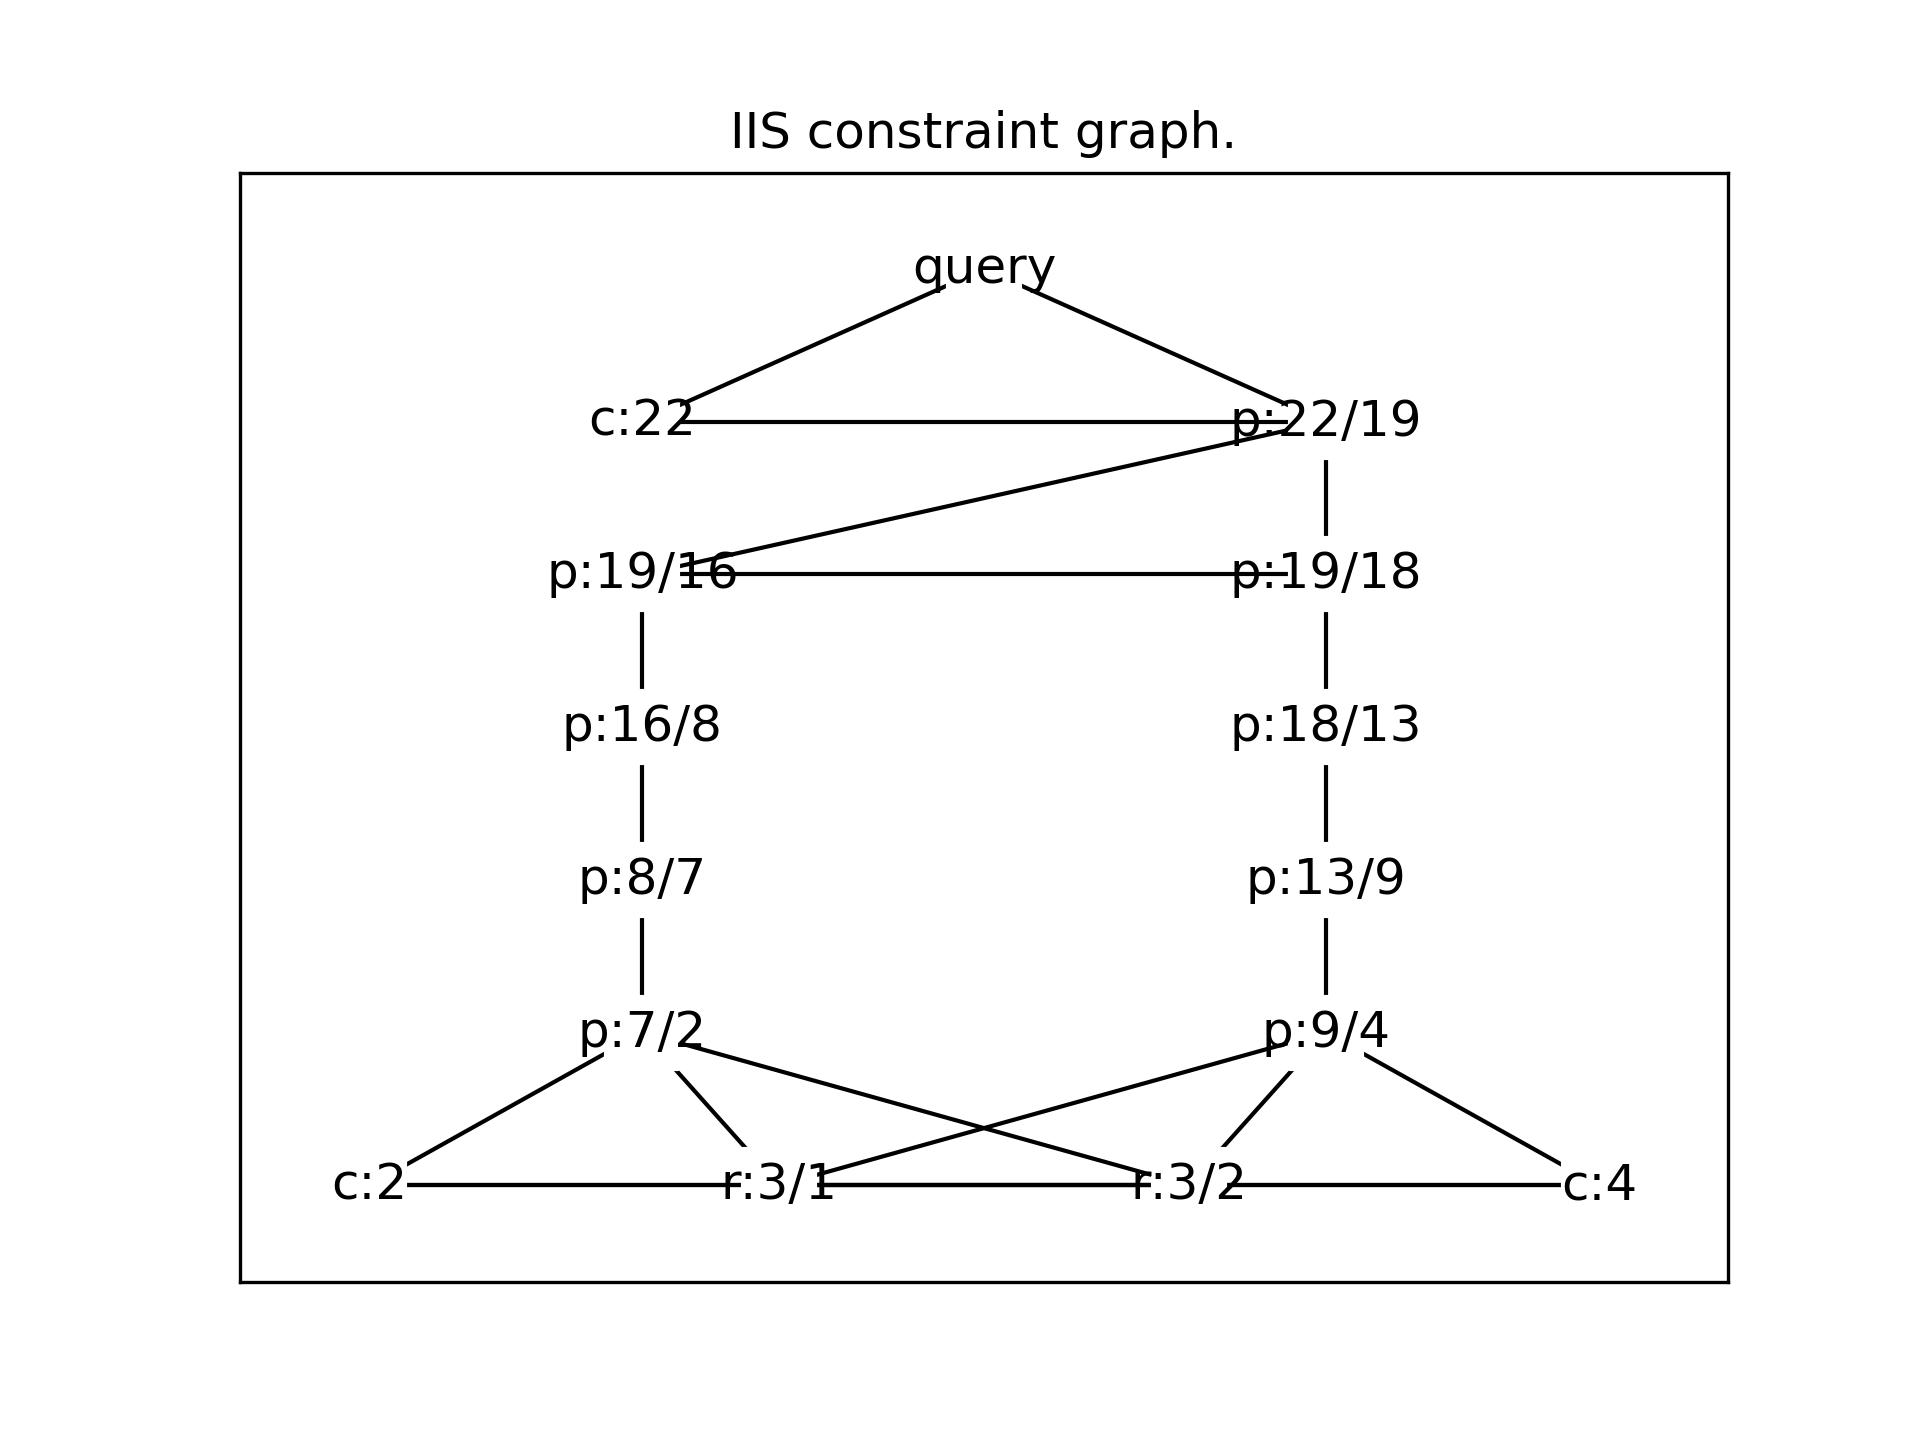 IIS constraint graph.
query
c:22 p:22/19
p:19/16 p:19/18
p:16/8 p:18/13
p:8/7 p:13/9
p:7/2 p:9/4
c:2 r:3/1 r:3/2 c:4